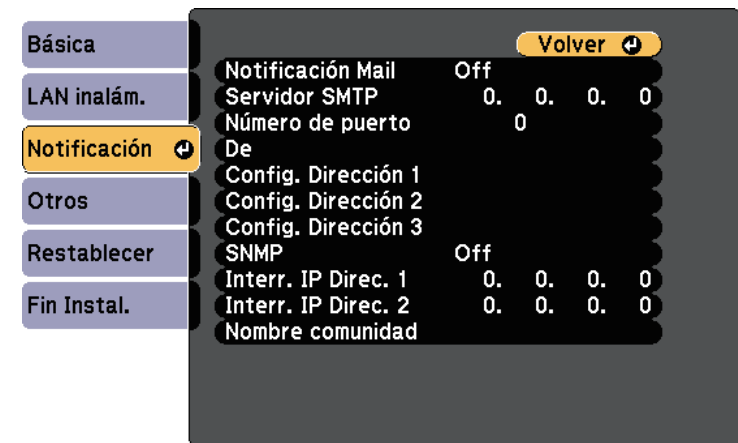 Básica
LAN inalám.
Notificación
Otros
Restablecer
Fin Instal.
Volver
Notificación Mail Off
Servidor SMTP 0. 0. 0. 0
Número de puerto 0
De
Config. Dirección 1
Config. Dirección 2
Config. Dirección 3
SNMP Off
Interr. IP Direc. 1 0. 0. 0. 0
Interr. IP Direc. 2 0. 0. 0. 0
Nombre comunidad